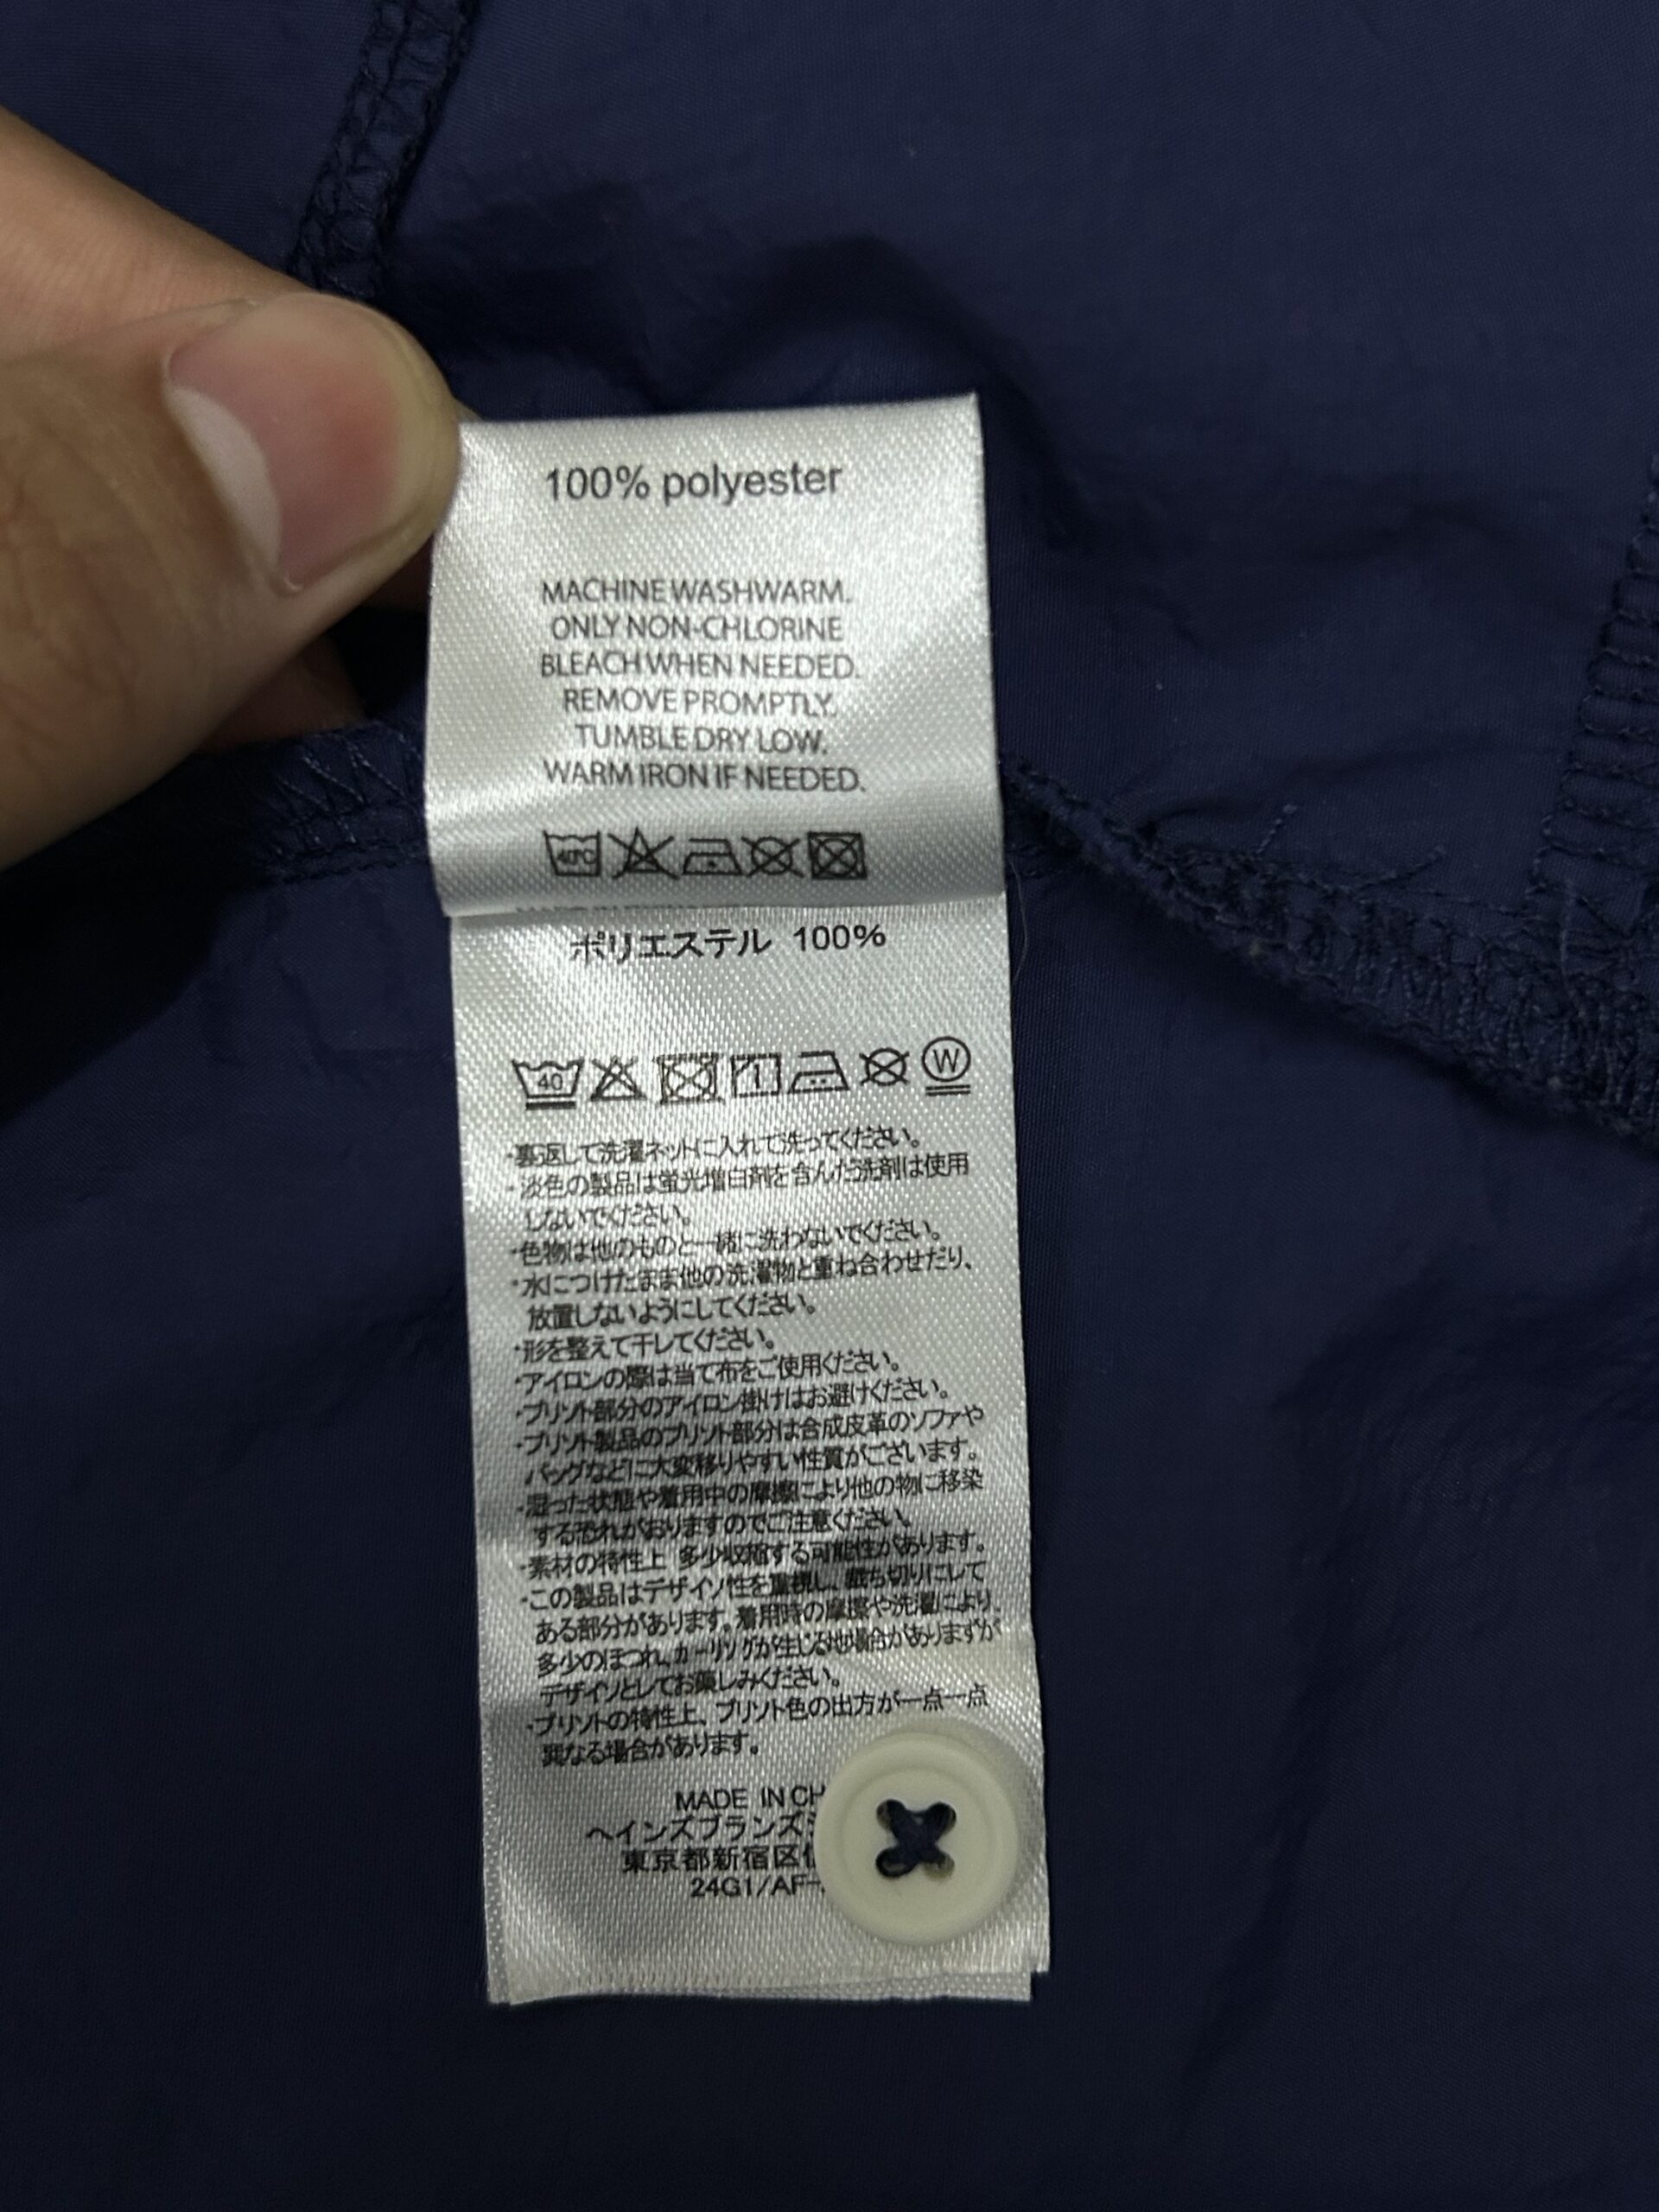 100% polyester
MACHINE WASH WARM.
ONLY NON-CHLORINE
BLEACH WHEN NEEDED.
REMOVE PROMPTLY.
TUMBLE DRY LOW.
WARM IRON IF NEEDED.
40°C
ポリエステル 100%
40
W
・裏返して洗濯ネットに入れて洗ってください。
・淡色の製品は蛍光増白剤を含んだ洗剤は使用
しないでください。
・色物は他のものと一緒に洗わないでください。
・水につけたまま他の洗濯物と重ね合わせだり、
放置しないようにしてください。
・形を整えて干してください。
・アイロンの際は当て布をご使用ください。
・プリント部分のアイロン掛けはお避けください。
・プリント製品のプリント部分は合成皮革のソファや
バッグなどに大変移りやすい性質がございます。
・湿った状態や着用中の摩擦により他の物に移染
する恐れがおりますのでご注意ください。
・素材の特性上 多少収縮する可能性があります。
・この製品はデザイン性を重視し、裁ち切りにして
ある部分があります。着用時の摩擦や洗濯により、
多少のほつれ、カーリングが生じる地場合がありますが
デザインとしてお楽しみください。
・プリントの特性上、プリント色の出方が一点一点
異なる場合があります。
MADE IN CH
ヘインズブランズ
東京都新宿区
24G1/AF-